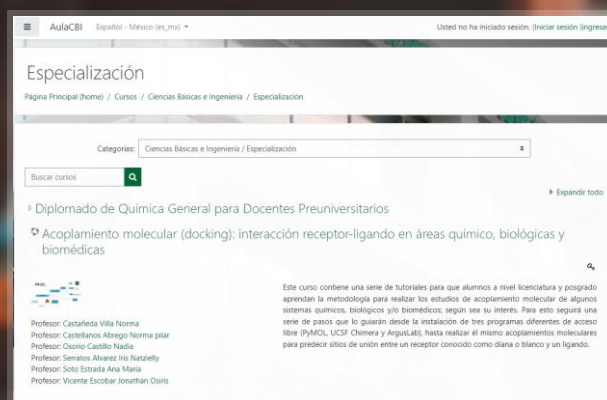 AulaCBI Español - México (es_mx) Usted no ha iniciado sesión. (Iniciar sesión (ingresa
Especialización
Página Principal (home) / Cursos / Ciencias Básicas e Ingeniería / Especialización
Categorías: Ciencias Básicas e Ingeniería / Especialización
Buscar cursos
Expandir todo
Diplomado de Química General para Docentes Preuniversitarios
Acoplamiento molecular (docking): interacción receptor-ligando en áreas químico, biológicas y
biomédicas
Este curso contiene una serie de tutoriales para que alumnos a nivel licenciatura y posgrado
aprendan la metodología para realizar los estudios de acoplamiento molecular de algunos
sistemas químicos, biológicos y/o biomédicos; según sea su interés. Para esto seguirá una
serie de pasos que lo guiarán desde la instalación de tres programas diferentes de acceso
libre (PyMOL, UCSF Chimera y ArgusLab), hasta realizar él mismo acoplamientos moleculares
para predecir sitios de unión entre un receptor conocido como diana o blanco y un ligando.
Profesor: Castañeda Villa Norma
Profesor: Castellanos Abrego Norma pilar
Profesor: Osorio Castillo Nadia
Profesor: Serratos Alvarez Iris Natzielly
Profesor: Soto Estrada Ana María
Profesor: Vicente Escobar Jonathan Osiris